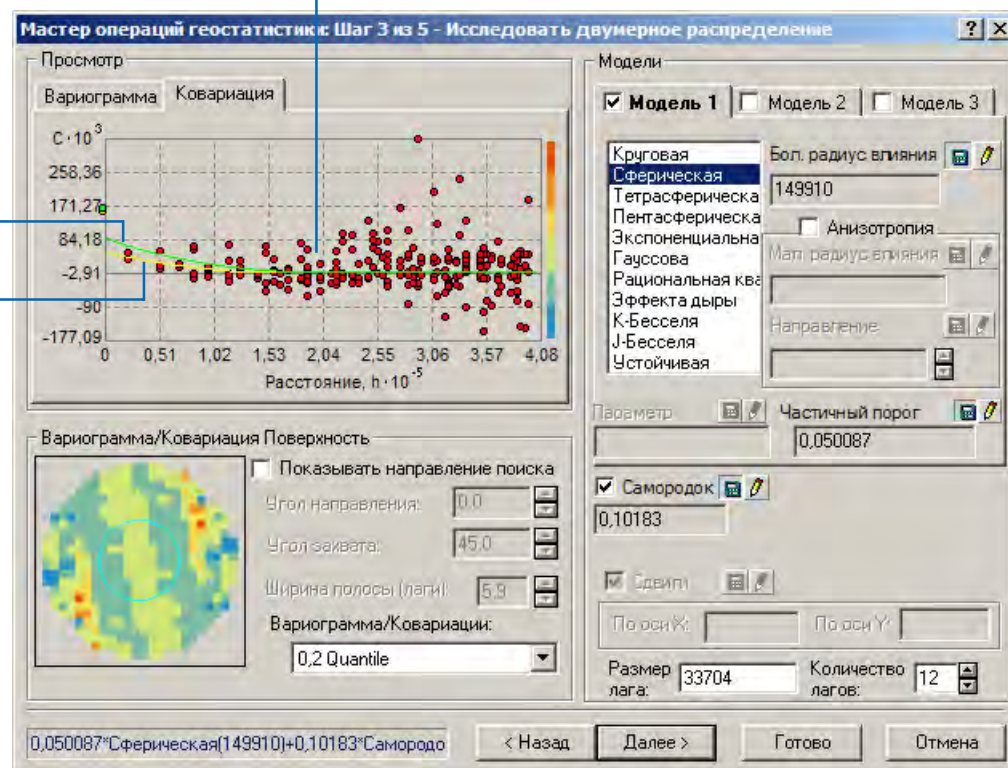 Мастер операций геостатистики: Шаг 3 из 5 - Исследовать двумерное распределение
Просмотр
Вариограмма Ковариация
C·10³
258,36
171,27
84,18
-2,91
-90
-177,09
0 0,51 1,02 1,53 2,04 2,55 3,06 3,57 4,08
Расстояние, h·10⁻⁵
Модели
Модель 1 Модель 2 Модель 3
Круговая
Сферическая
Тетрасферическа
Пентасферическа
Экспоненциальна
Гауссова
Рациональная ква
Эффекта дыры
К-Бесселя
J-Бесселя
Устойчивая
Бол. радиус влияния
149910
Анизотропия
Мал. радиус влияния
Направление:
Параметр
Частичный порог
0,050087
Самородок
0,10183
Сдвиги
По оси X:
По оси Y:
Размер лага:
33704
Количество лагов:
12
Вариограмма/Ковариация Поверхность
Показывать направление поиска
Угол направления:
0.0
Угол захвата:
45,0
Ширина полосы (лаги):
5,9
Вариограмма/Ковариации:
0,2 Quantile
0,050087*Сферическая(149910)+0,10183*Самородо
< Назад
Далее >
Готово
Отмена